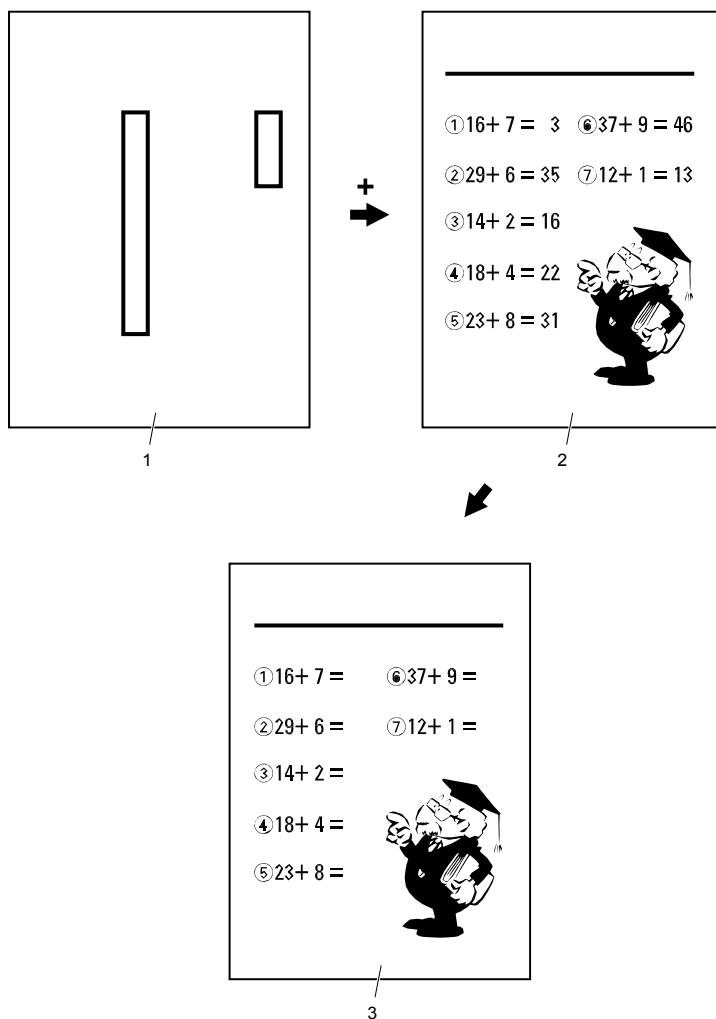 ①16+ 7 = 3 ⑥37+ 9 = 46
②29+ 6 = 35 ⑦12+ 1 = 13
③14+ 2 = 16
④18+ 4 = 22
⑤23+ 8 = 31
+
1
2
①16+ 7 = ⑥37+ 9 =
②29+ 6 = ⑦12+ 1 =
③14+ 2 =
④18+ 4 =
⑤23+ 8 =
3